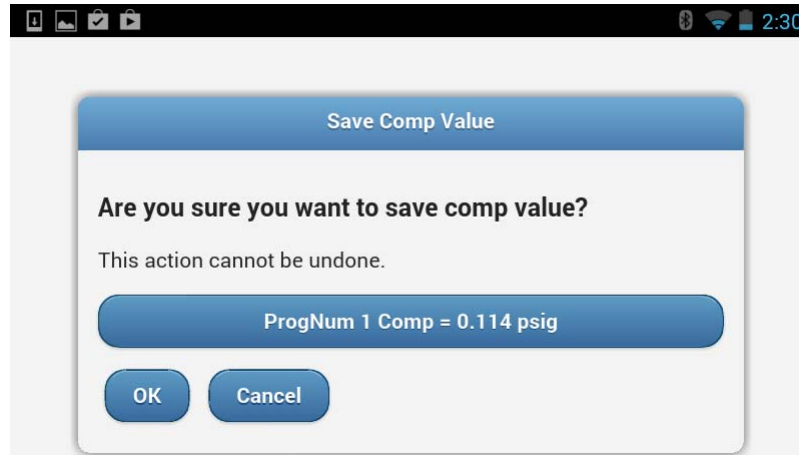 2:30
Save Comp Value
Are you sure you want to save comp value?
This action cannot be undone.
ProgNum 1 Comp = 0.114 psig
OK
Cancel